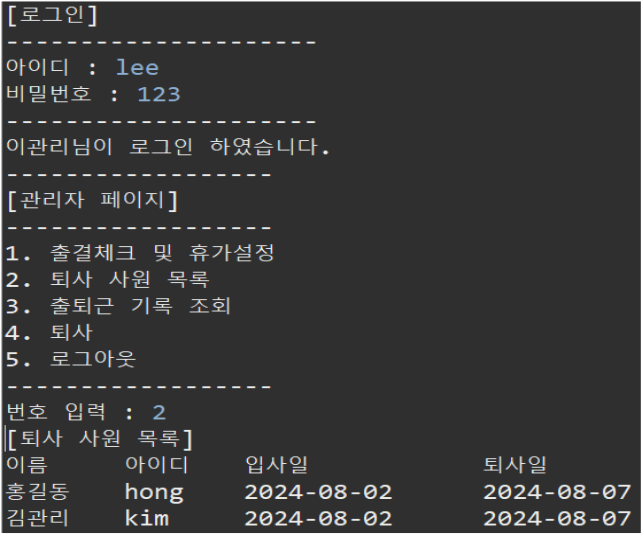 [로그인]
---------------------
아이디 : lee
비밀번호 : 123
---------------------
이관리님이 로그인 하였습니다.
------------------
[관리자 페이지]
------------------
1. 출결체크 및 휴가설정
2. 퇴사 사원 목록
3. 출퇴근 기록 조회
4. 퇴사
5. 로그아웃
------------------
번호 입력 : 2
[퇴사 사원 목록]
이름 아이디 입사일 퇴사일
홍길동 hong 2024-08-02 2024-08-07
김관리 kim 2024-08-02 2024-08-07